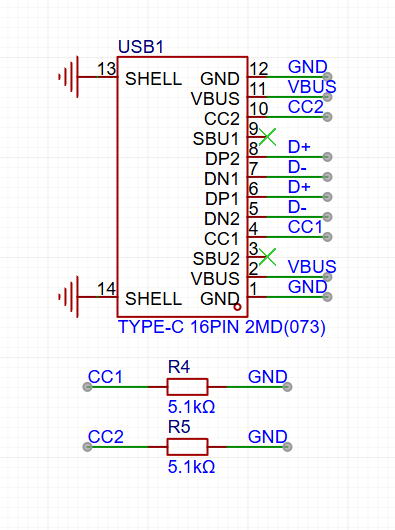 USB1
13 SHELL GND 12 GND
VBUS 11 VBUS
CC2 10 CC2
SBU1 9
DP2 8 D+
DN1 7 D-
DP1 6 D+
DN2 5 D-
CC1 4 CC1
SBU2 3
VBUS 2 VBUS
14 SHELL GND 1 GND
TYPE-C 16PIN 2MD(073)
R4
CC1 GND
5.1kΩ
R5
CC2 GND
5.1kΩ